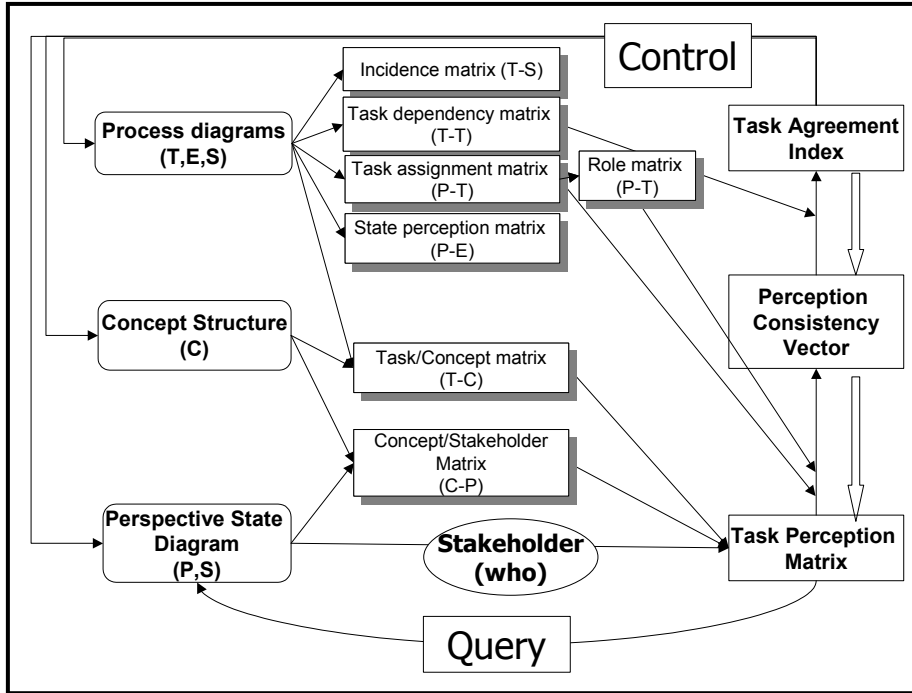 Control
Incidence matrix (T-S)
Task dependency matrix
(T-T)
Process diagrams
(T,E,S)
Task assignment matrix
(P-T)
Role matrix
(P-T)
Task Agreement
Index
State perception matrix
(P-E)
Concept Structure
(C)
Perception
Consistency
Vector
Task/Concept matrix
(T-C)
Concept/Stakeholder
Matrix
(C-P)
Perspective State
Diagram
(P,S)
Stakeholder
(who)
Task Perception
Matrix
Query